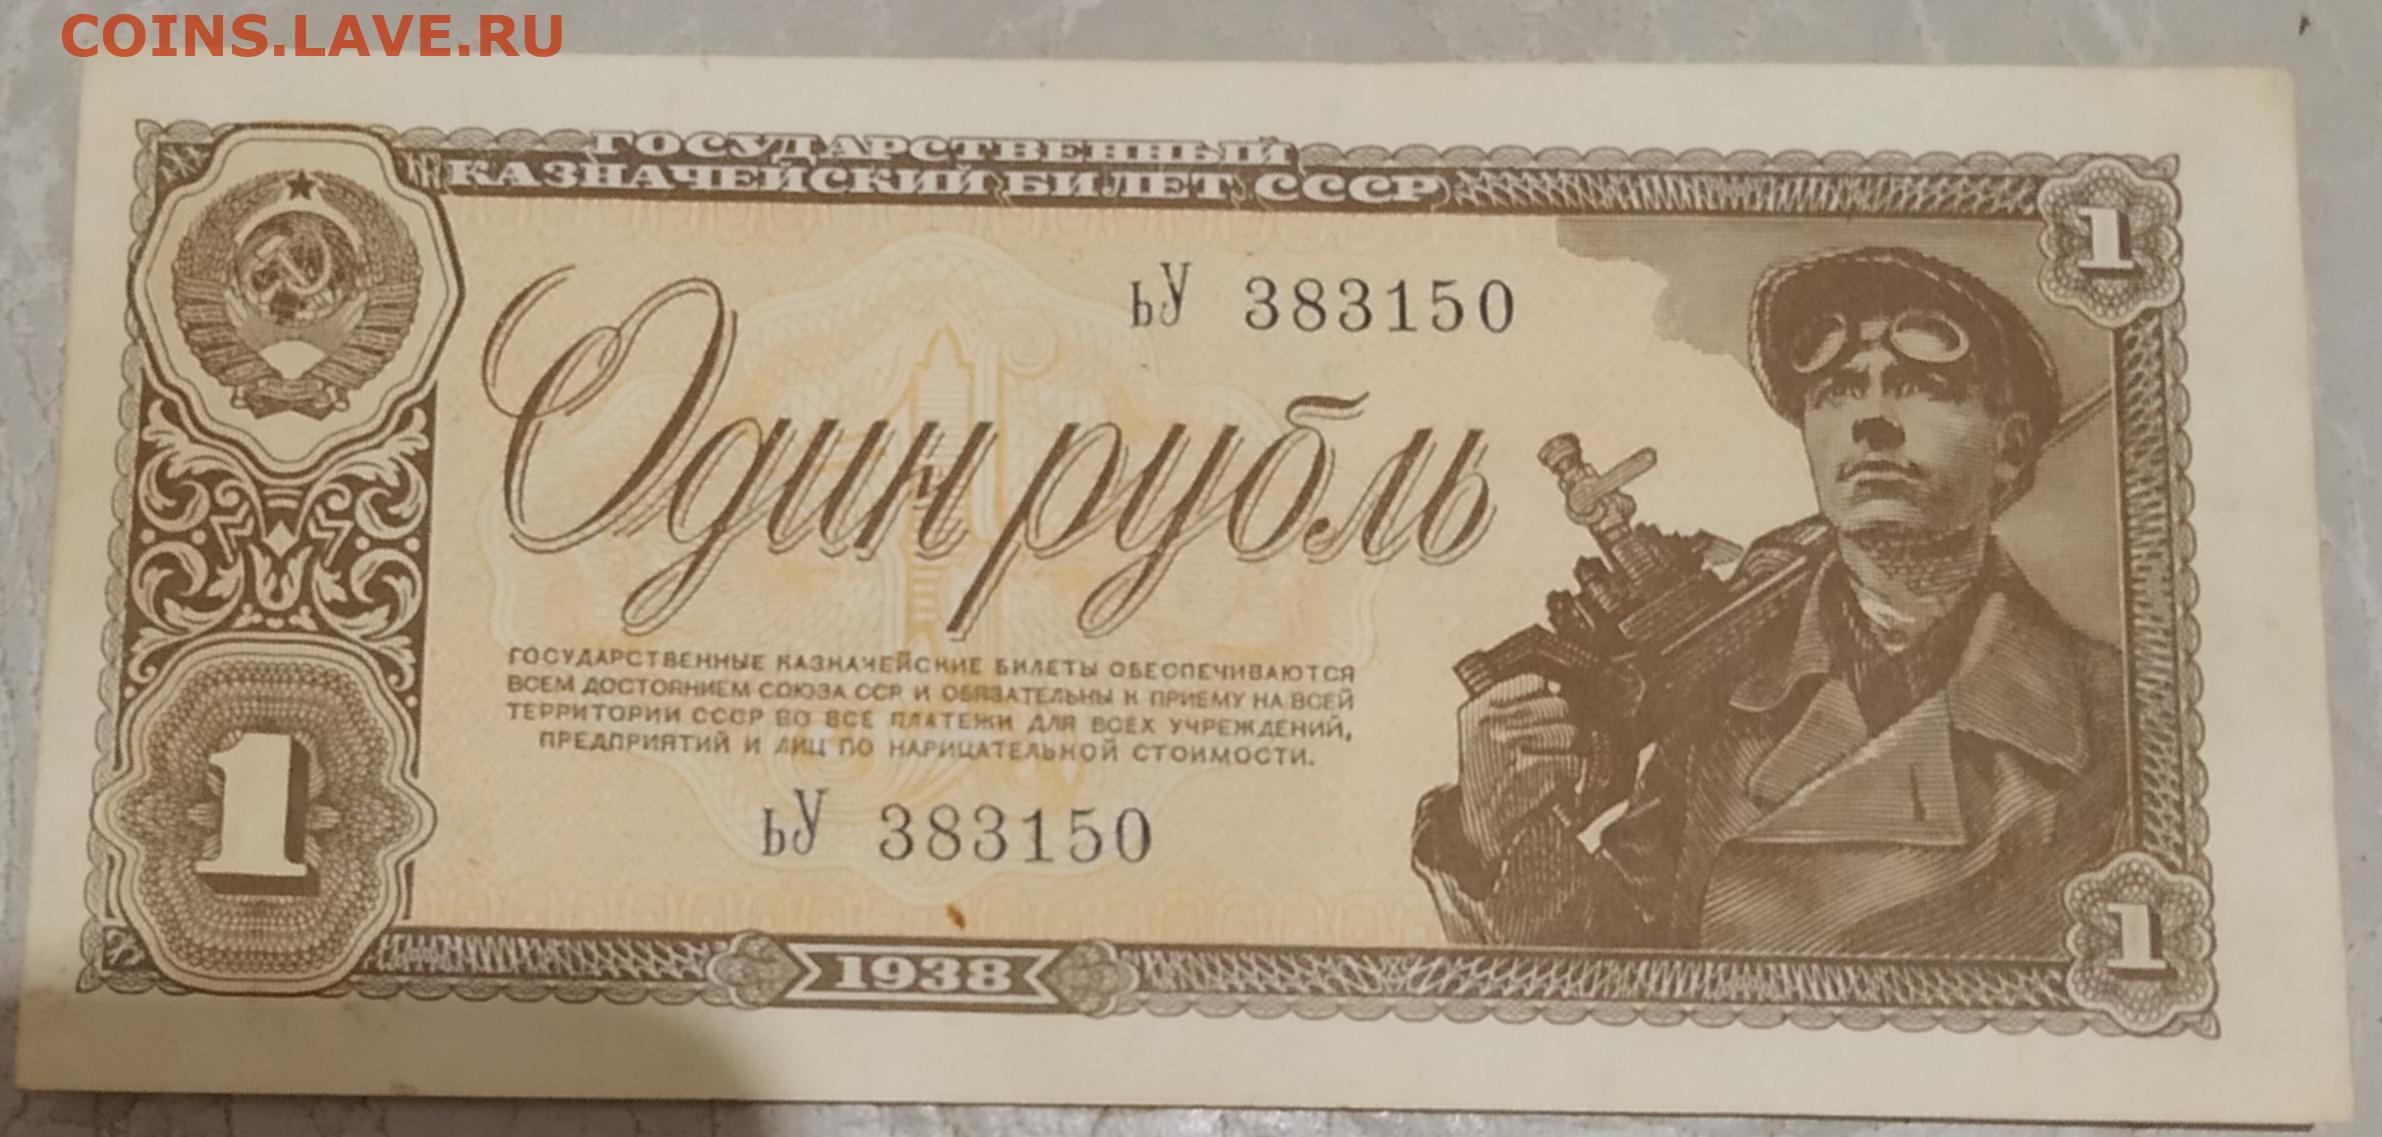 COINS.LAVE.RU
ГОСУДАРСТВЕННЫЙ
КАЗНАЧЕЙСКИЙ БИЛЕТ СССР
1
ьУ 383150
Один рубль
ГОСУДАРСТВЕННЫЕ КАЗНАЧЕЙСКИЕ БИЛЕТЫ ОБЕСПЕЧИВАЮТСЯ
ВСЕМ ДОСТОЯНИЕМ СОЮЗА ССР И ОБЯЗАТЕЛЬНЫ К ПРИЕМУ НА ВСЕЙ
ТЕРРИТОРИИ СССР ВО ВСЕ ПЛАТЕЖИ ДЛЯ ВСЕХ УЧРЕЖДЕНИЙ,
ПРЕДПРИЯТИЙ И ЛИЦ ПО НАРИЦАТЕЛЬНОЙ СТОИМОСТИ.
1
ьУ 383150
1
1938